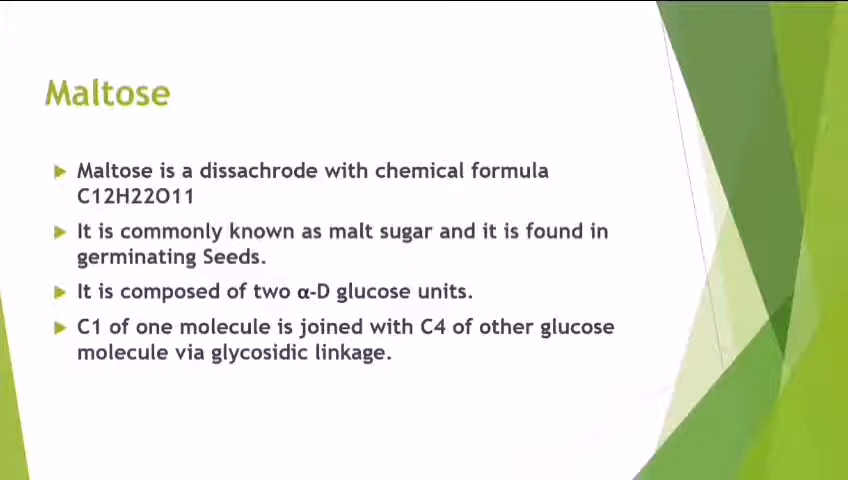 Maltose
Maltose is a dissachrode with chemical formula
C12H22O11
It is commonly known as malt sugar and it is found in
germinating Seeds.
It is composed of two α-D glucose units.
C1 of one molecule is joined with C4 of other glucose
molecule via glycosidic linkage.